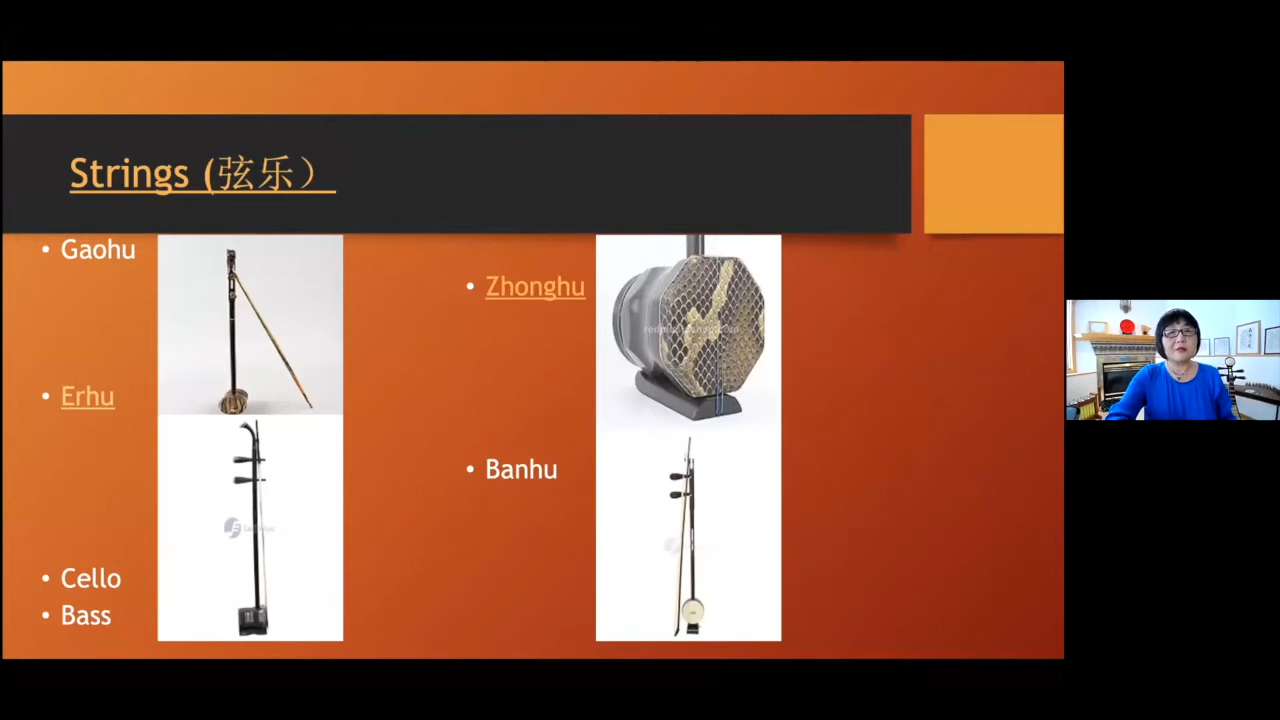 Strings (弦乐）
• Gaohu
• Erhu
• Cello
• Bass
• Zhonghu
• Banhu